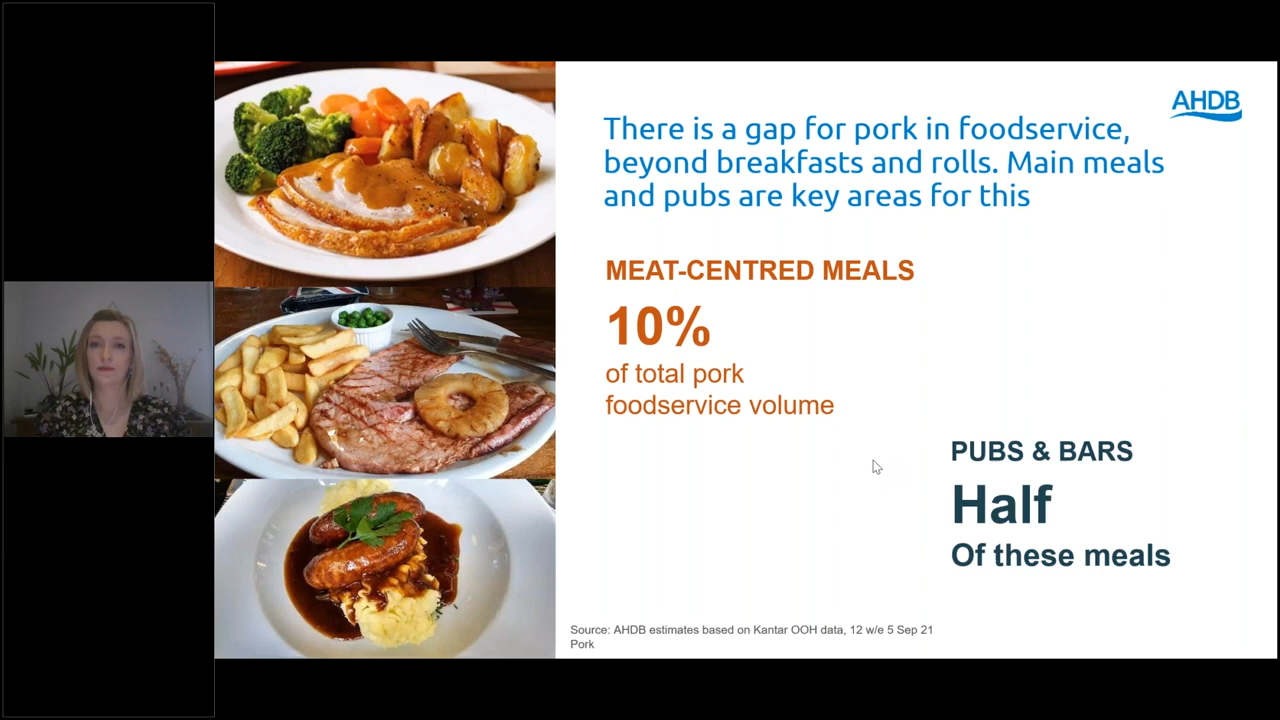 AHDB
There is a gap for pork in foodservice,
beyond breakfasts and rolls. Main meals
and pubs are key areas for this
MEAT-CENTRED MEALS
10%
of total pork
foodservice volume
PUBS & BARS
Half
Of these meals
Source: AHDB estimates based on Kantar OOH data, 12 w/e 5 Sep 21
Pork